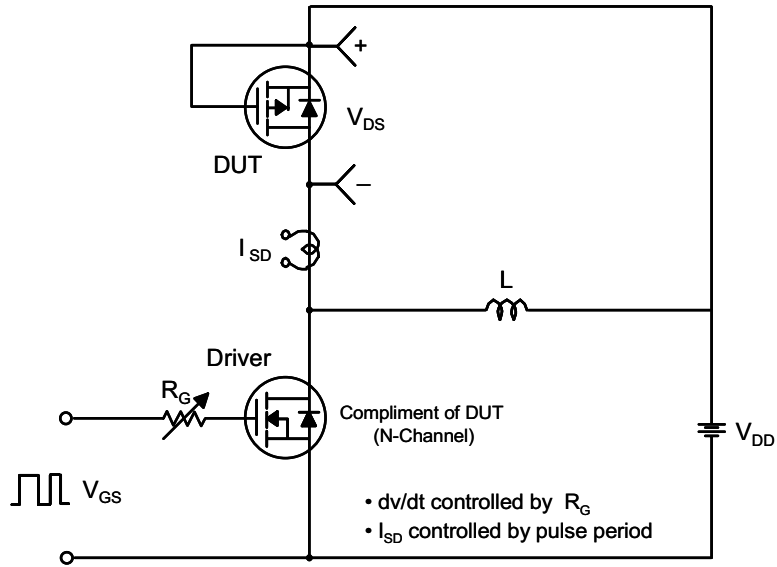 +
V_DS
DUT
–
I_SD
L
Driver
R_G
Compliment of DUT
(N-Channel)
V_DD
V_GS
• dv/dt controlled by R_G
• I_SD controlled by pulse period